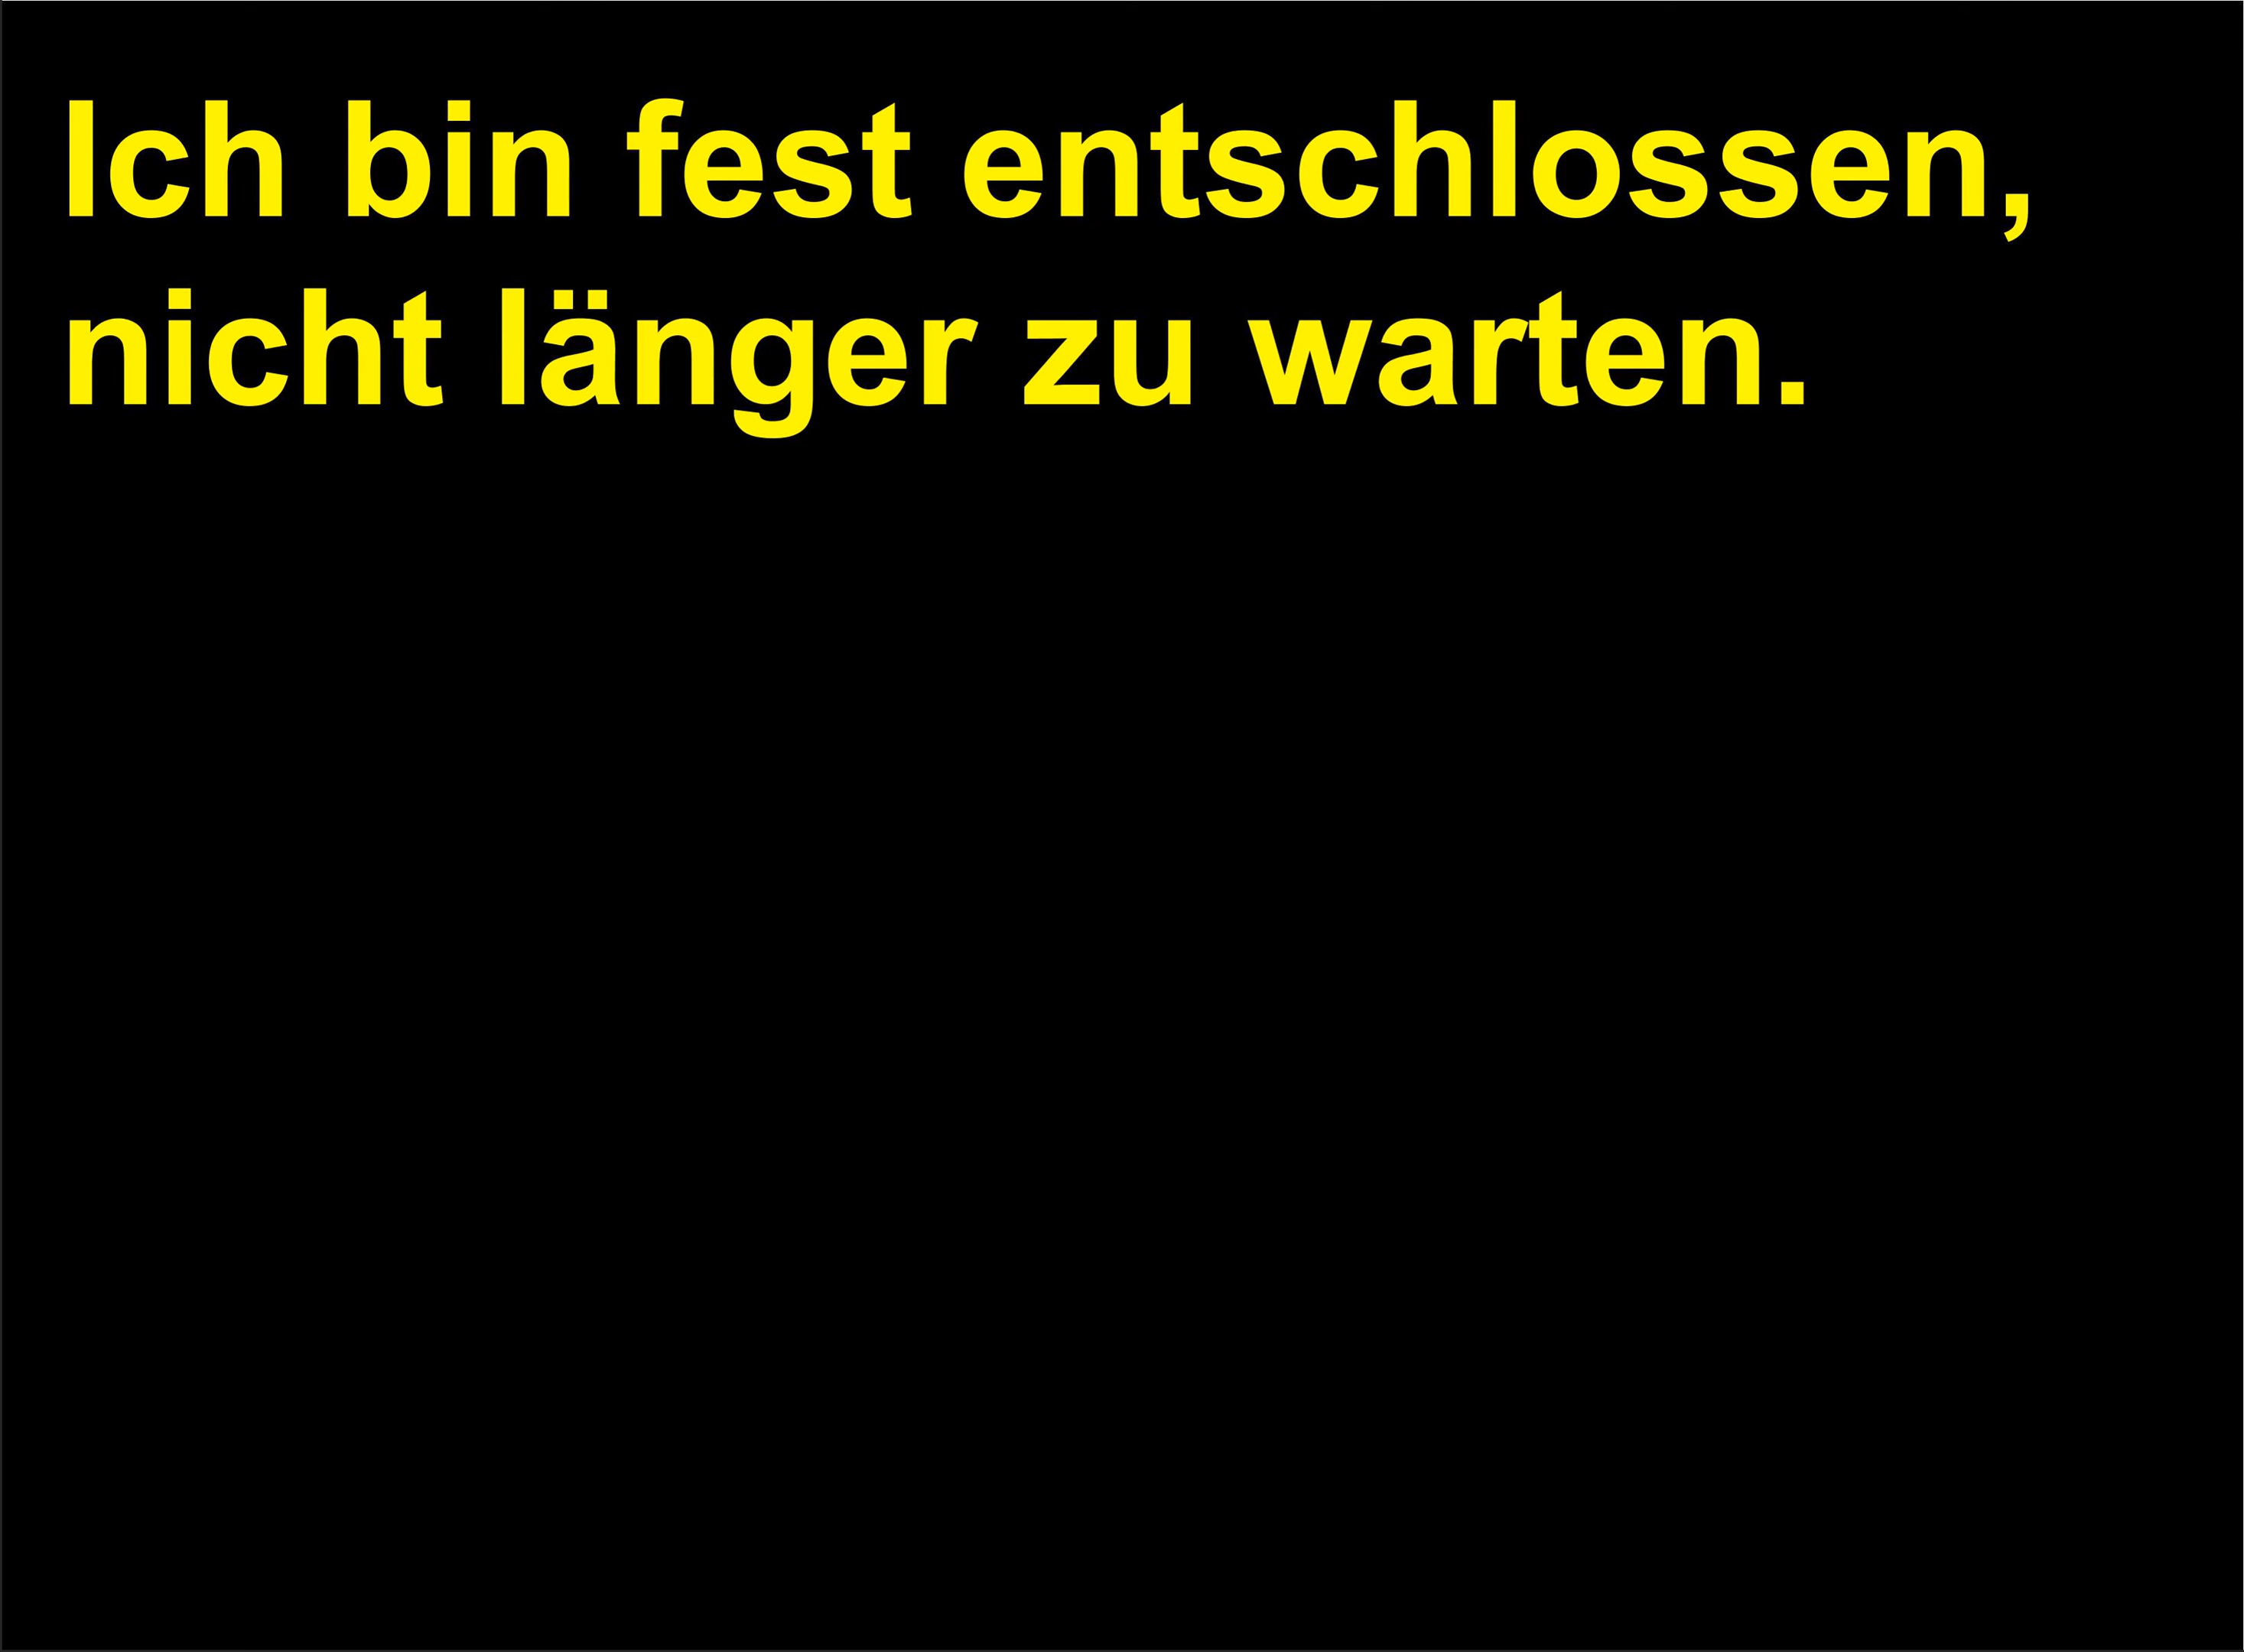 Ich bin fest entschlossen,
nicht länger zu warten.